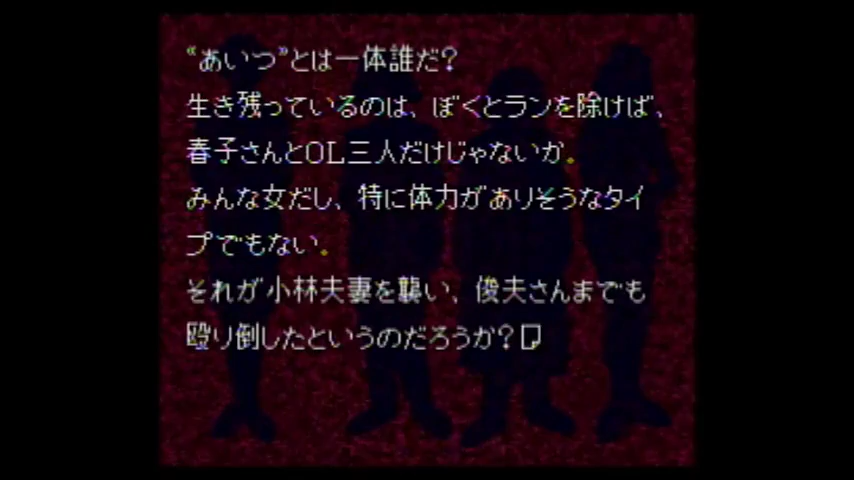 “あいつ”とは一体誰だ？
生き残っているのは、ぼくとランを除けば、
春子さんとＯＬ三人だけじゃないか。
みんな女だし、特に体力がありそうなタイ
プでもない。
それが小林夫妻を襲い、俊夫さんまでも
殴り倒したというのだろうか？